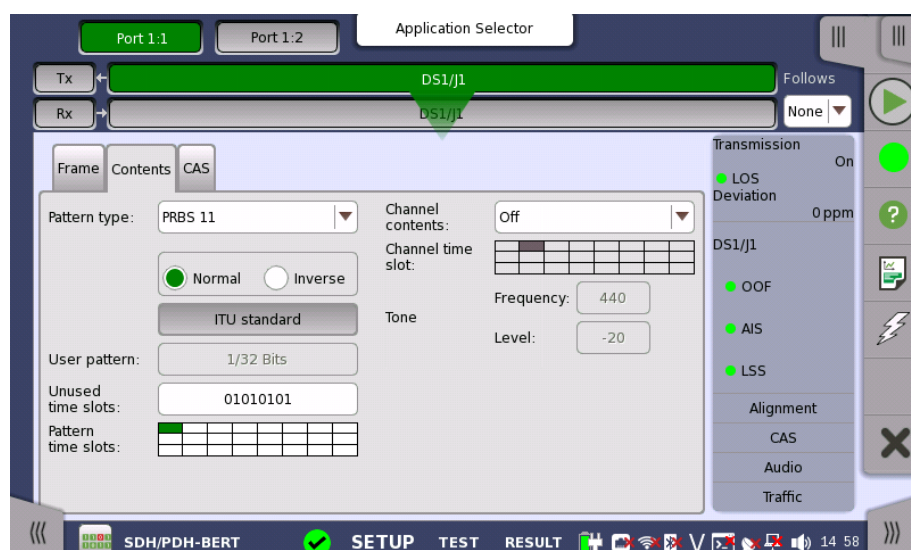 Port 1:1
Port 1:2
Application Selector
Tx
DS1/J1
Follows
Rx
DS1/J1
None
Frame
Contents
CAS
Transmission
On
LOS
Deviation
0 ppm
Pattern type:
PRBS 11
Channel
contents:
Off
Channel time
slot:
DS1/J1
Normal
Inverse
Frequency:
440
OOF
ITU standard
Tone
AIS
Level:
-20
User pattern:
1/32 Bits
LSS
Unused
time slots:
01010101
Alignment
Pattern
time slots:
CAS
Audio
Traffic
SDH/PDH-BERT
SETUP
TEST
RESULT
14 58